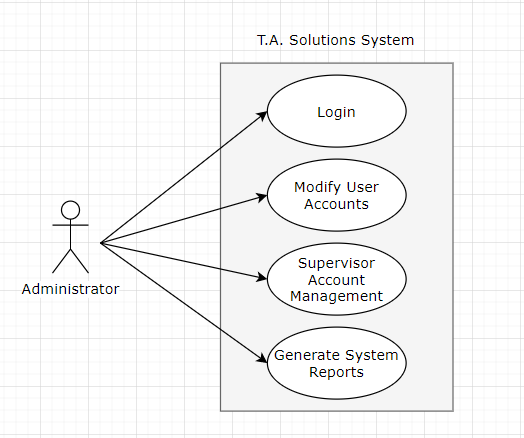 T.A. Solutions System
Login
Modify User
Accounts
Supervisor
Account
Management
Generate System
Reports
Administrator